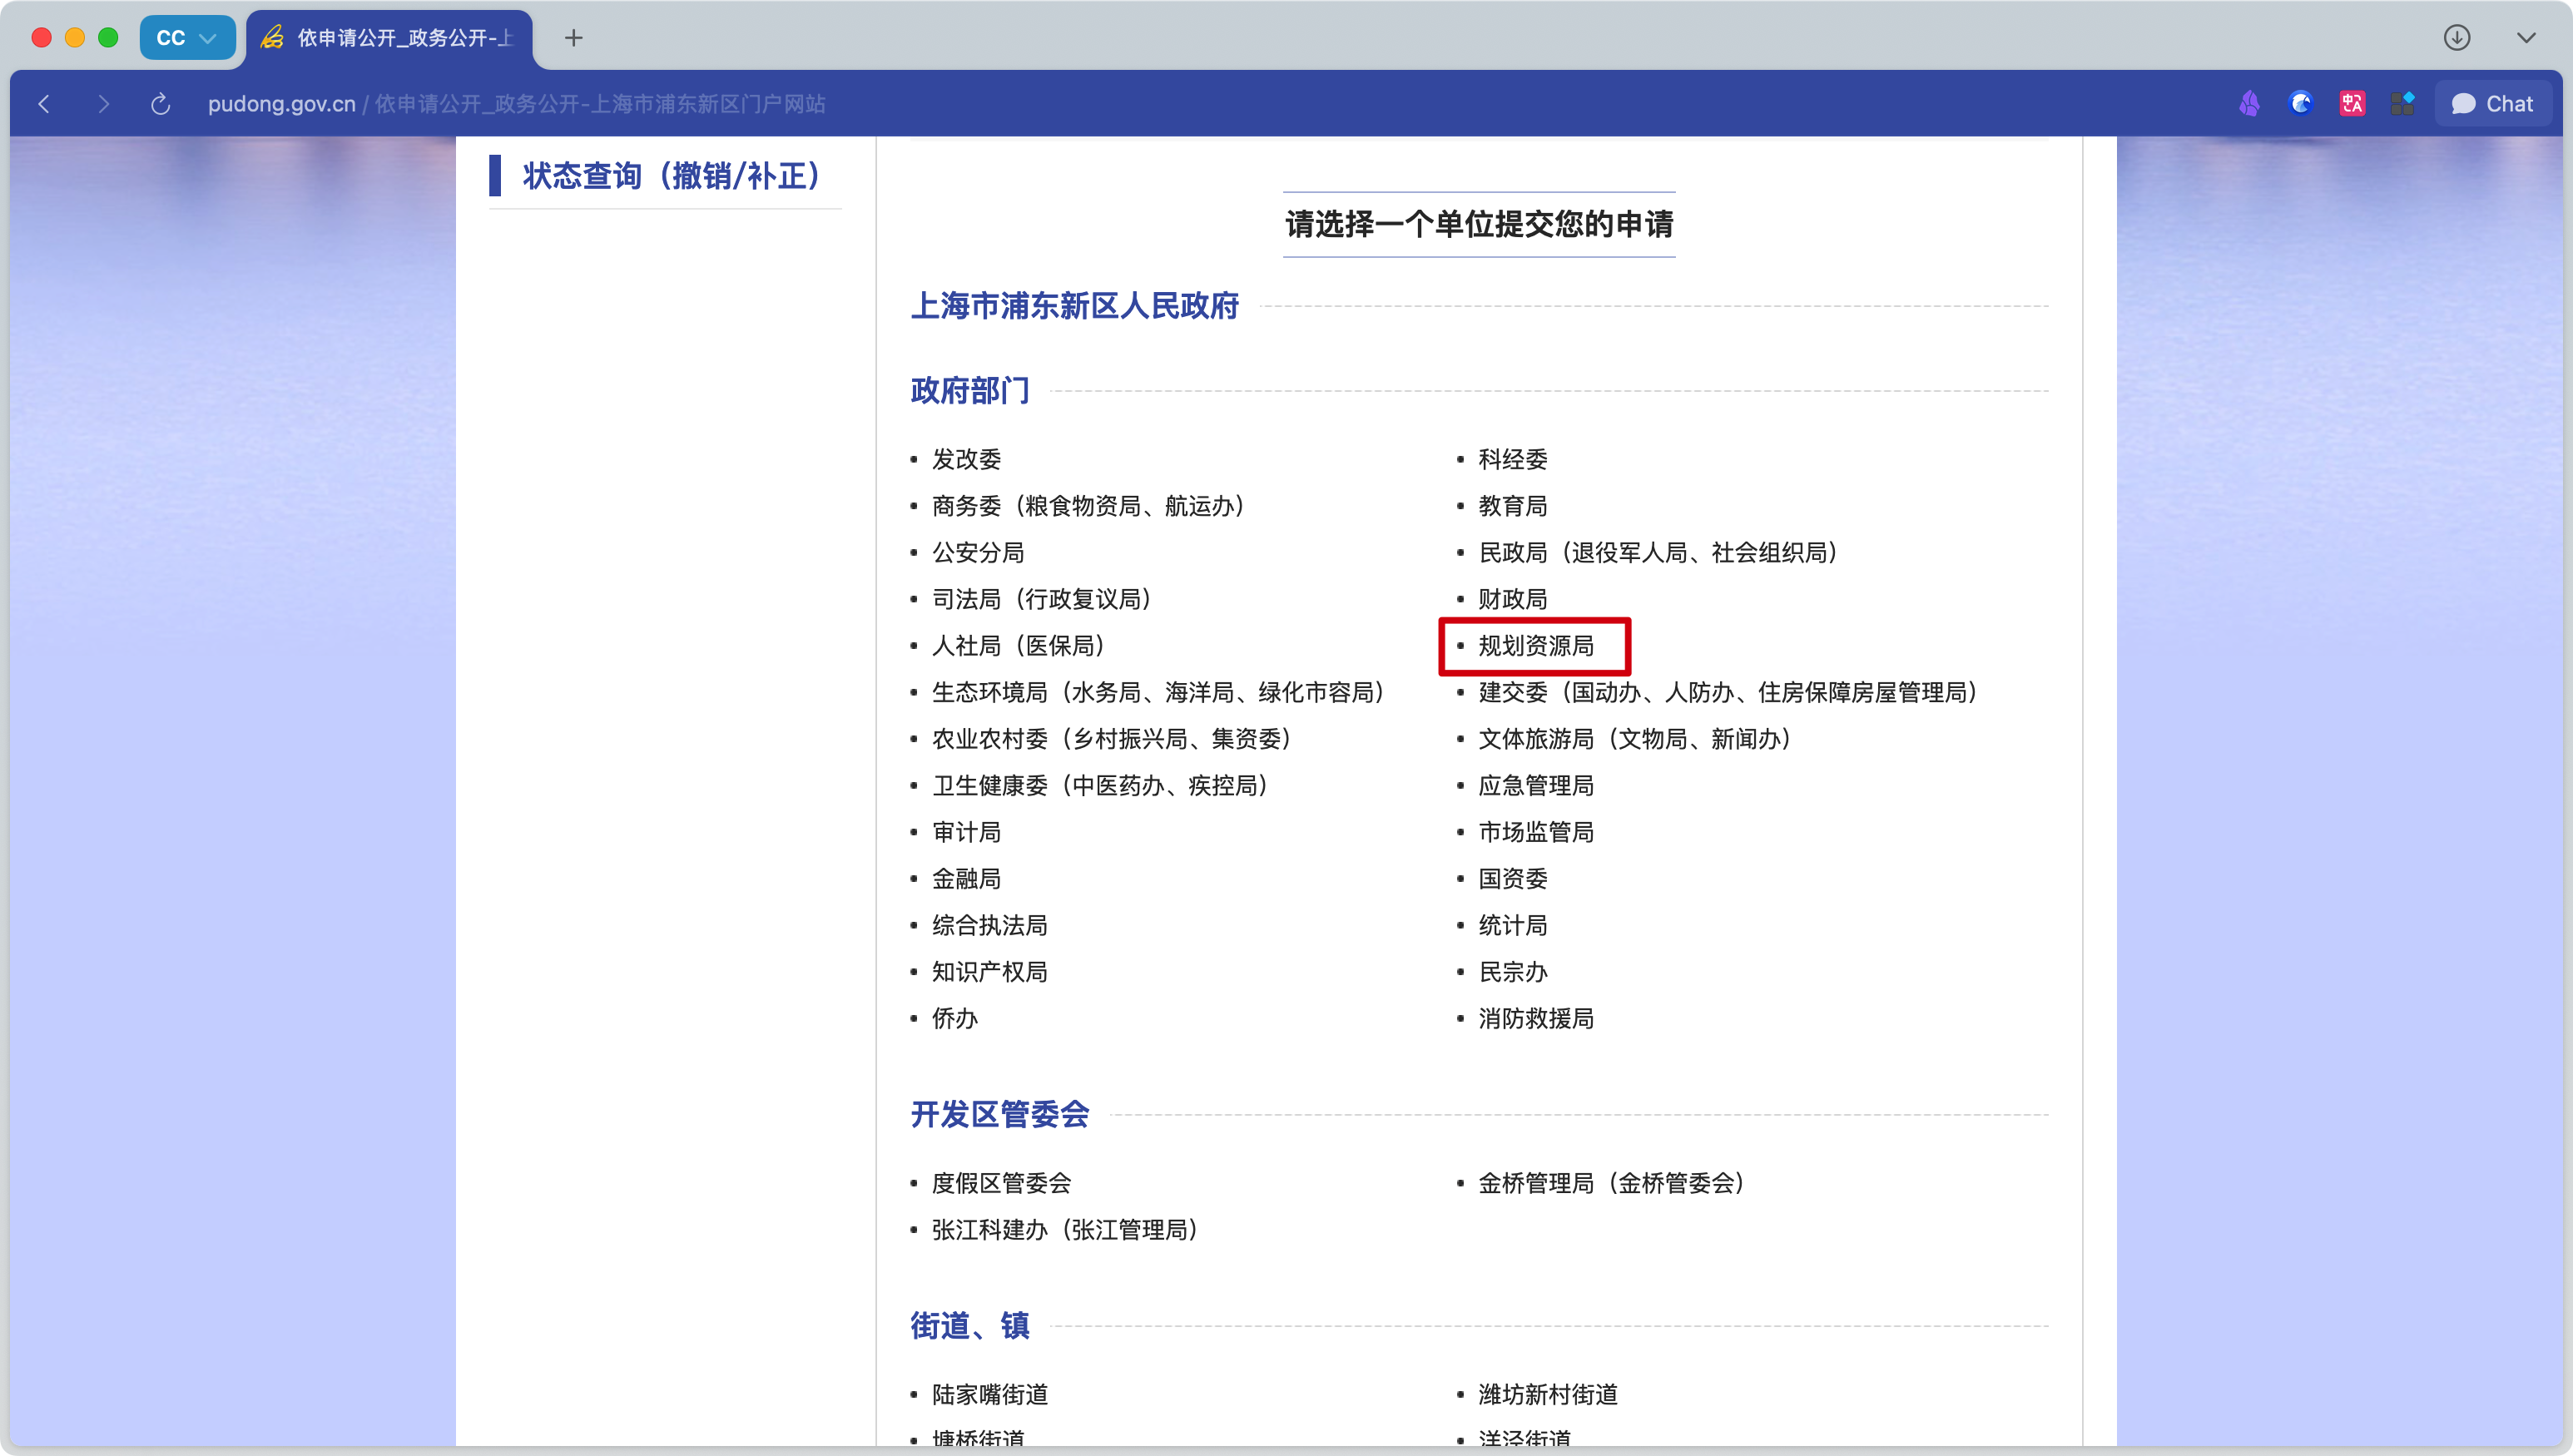 CC
依申请公开_政务公开-上
pudong.gov.cn / 依申请公开_政务公开-上海市浦东新区门户网站
Chat
状态查询（撤销/补正）
请选择一个单位提交您的申请
上海市浦东新区人民政府
政府部门
发改委
科经委
商务委（粮食物资局、航运办）
教育局
公安分局
民政局（退役军人局、社会组织局）
司法局（行政复议局）
财政局
人社局（医保局）
规划资源局
生态环境局（水务局、海洋局、绿化市容局）
建交委（国动办、人防办、住房保障房屋管理局）
农业农村委（乡村振兴局、集资委）
文体旅游局（文物局、新闻办）
卫生健康委（中医药办、疾控局）
应急管理局
审计局
市场监管局
金融局
国资委
综合执法局
统计局
知识产权局
民宗办
侨办
消防救援局
开发区管委会
度假区管委会
金桥管理局（金桥管委会）
张江科建办（张江管理局）
街道、镇
陆家嘴街道
潍坊新村街道
塘桥街道
洋泾街道